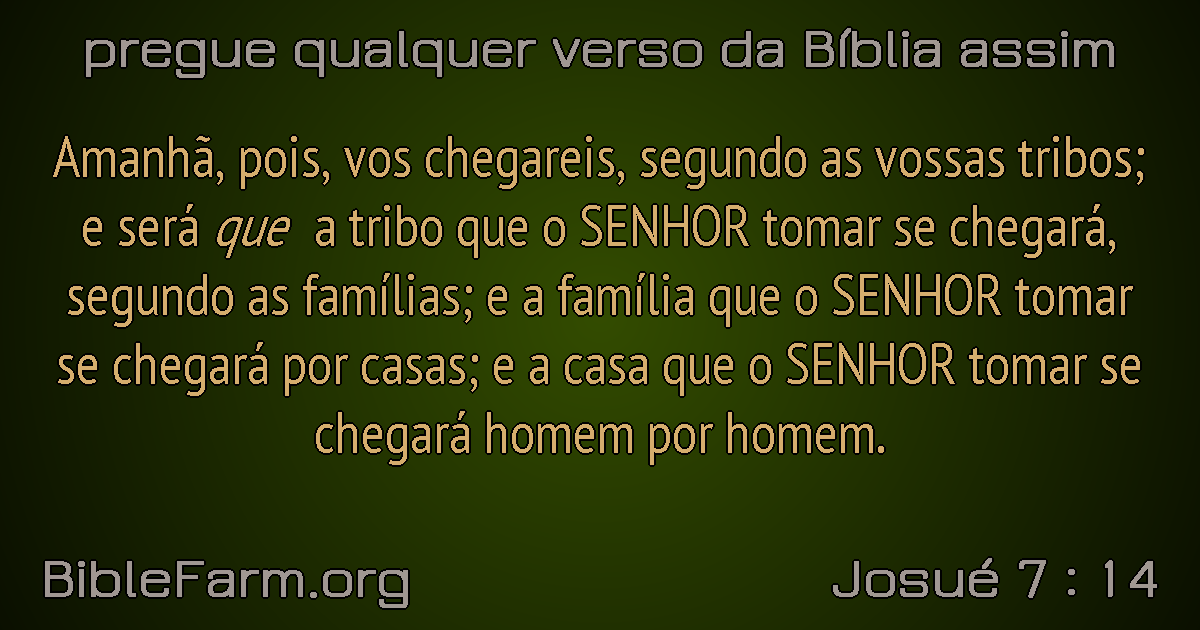 pregue qualquer verso da Bíblia assim
Amanhã, pois, vos chegareis, segundo as vossas tribos;
e será que a tribo que o SENHOR tomar se chegará,
segundo as famílias; e a família que o SENHOR tomar
se chegará por casas; e a casa que o SENHOR tomar se
chegará homem por homem.
BibleFarm.org
Josué 7 : 14